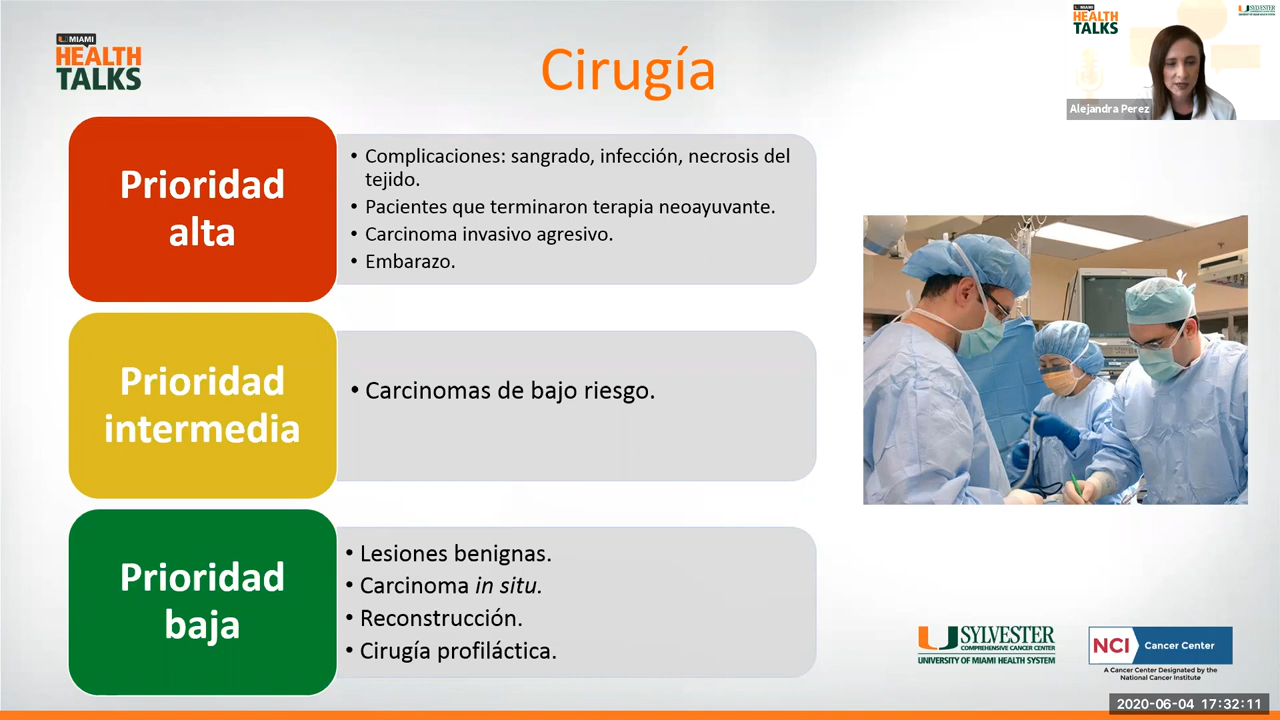 U MIAMI
HEALTH
TALKS
Cirugía
MIAMI
HEALTH
TALKS
SYLVESTER
Alejandra Perez
Prioridad
alta
• Complicaciones: sangrado, infección, necrosis del
tejido.
• Pacientes que terminaron terapia neoayuvante.
• Carcinoma invasivo agresivo.
• Embarazo.
Prioridad
intermedia
• Carcinomas de bajo riesgo.
Prioridad
baja
• Lesiones benignas.
• Carcinoma in situ.
• Reconstrucción.
• Cirugía profiláctica.
SYLVESTER
COMPREHENSIVE CANCER CENTER
UNIVERSITY OF MIAMI HEALTH SYSTEM
NCI Cancer Center
A Cancer Center Designated by the
National Cancer Institute
2020-06-04 17:32:11